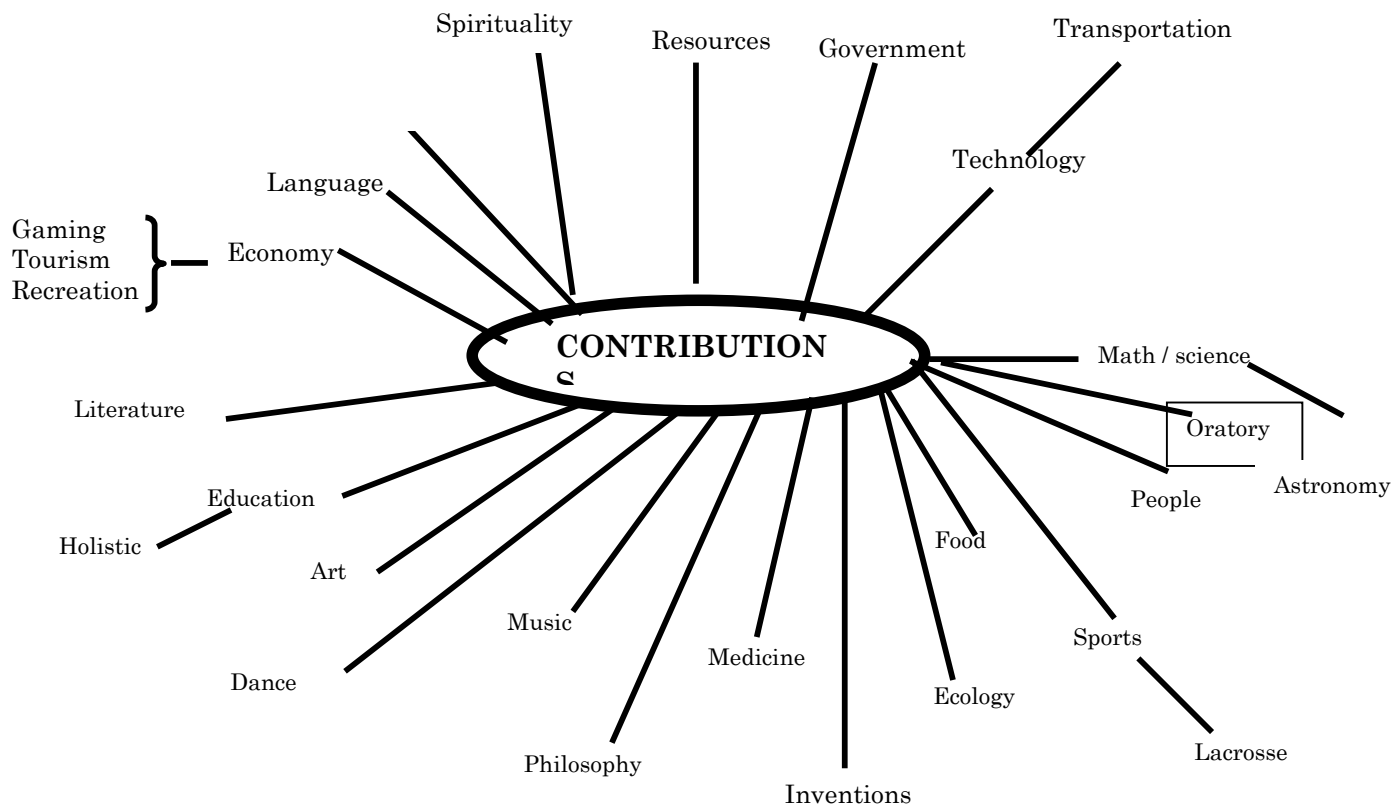 Spirituality
Resources
Government
Transportation
Technology
Language
Gaming
Tourism
Recreation
Economy
CONTRIBUTION
S
Math / science
Literature
Oratory
Astronomy
People
Education
Holistic
Food
Art
Music
Sports
Medicine
Dance
Ecology
Lacrosse
Philosophy
Inventions